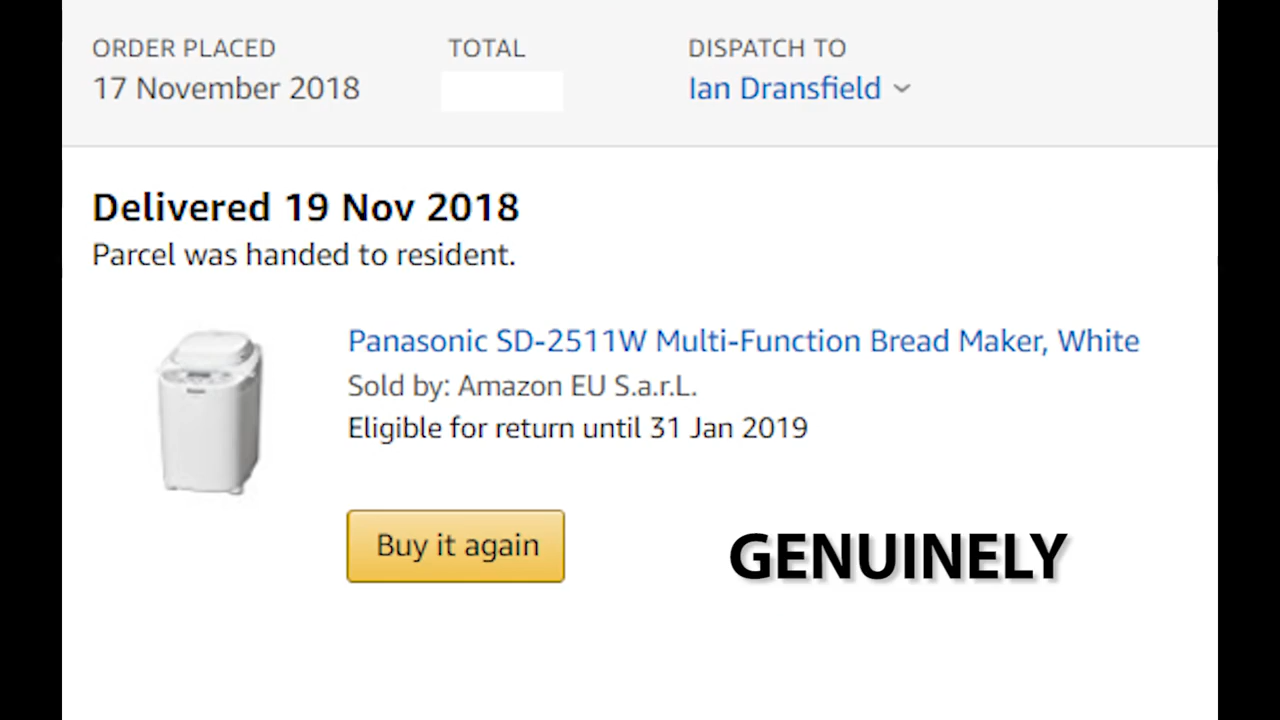 ORDER PLACED
17 November 2018
TOTAL
DISPATCH TO
Ian Dransfield
Delivered 19 Nov 2018
Parcel was handed to resident.
Panasonic SD-2511W Multi-Function Bread Maker, White
Sold by: Amazon EU S.a.r.L.
Eligible for return until 31 Jan 2019
Buy it again
GENUINELY